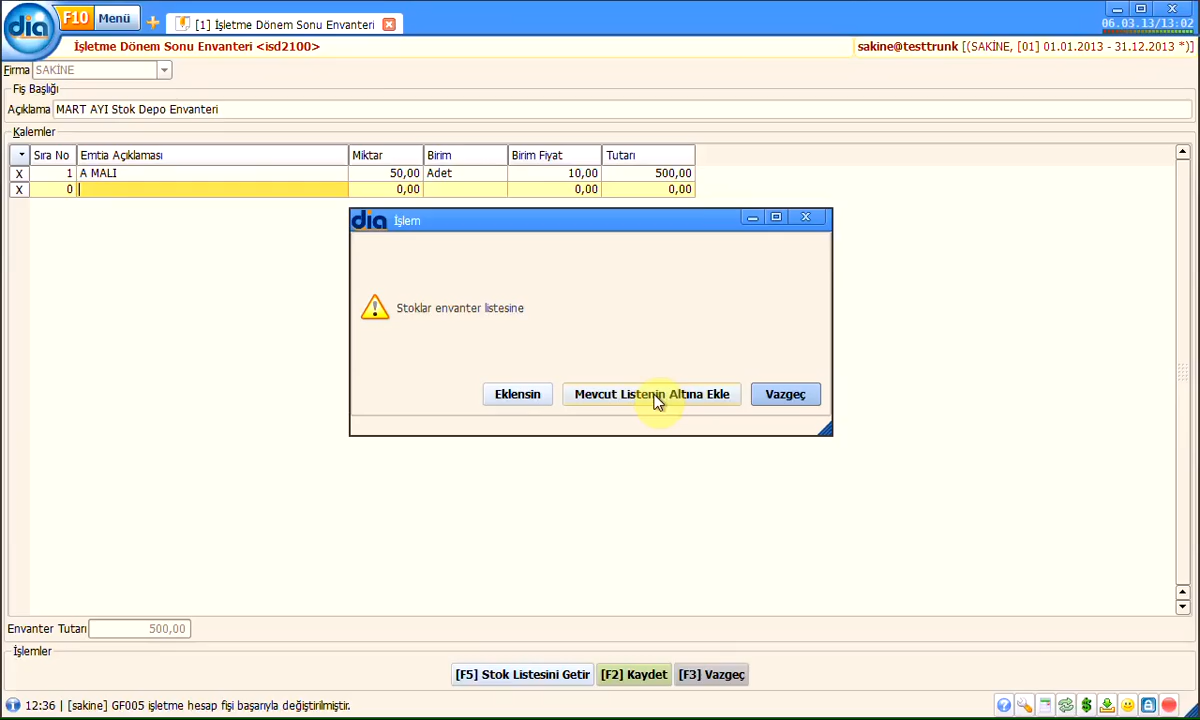 dia F10 Menü [1] İşletme Dönem Sonu Envanteri
06.03.13/13:02
İşletme Dönem Sonu Envanteri <isd2100> sakine@testtrunk [(SAKİNE, [01] 01.01.2013 - 31.12.2013 *)]
Firma SAKİNE
Fiş Başlığı
Açıklama MART AYI Stok Depo Envanteri
Kalemler
Sıra No Emtia Açıklaması Miktar Birim Birim Fiyat Tutarı
X 1 A MALI 50,00 Adet 10,00 500,00
X 0 0,00 0,00 0,00
dia İşlem
Stoklar envanter listesine
Eklensin Mevcut Listenin Altına Ekle Vazgeç
Envanter Tutarı 500,00
İşlemler
[F5] Stok Listesini Getir [F2] Kaydet [F3] Vazgeç
12:36 | [sakine] GF005 işletme hesap fişi başarıyla değiştirilmiştir.